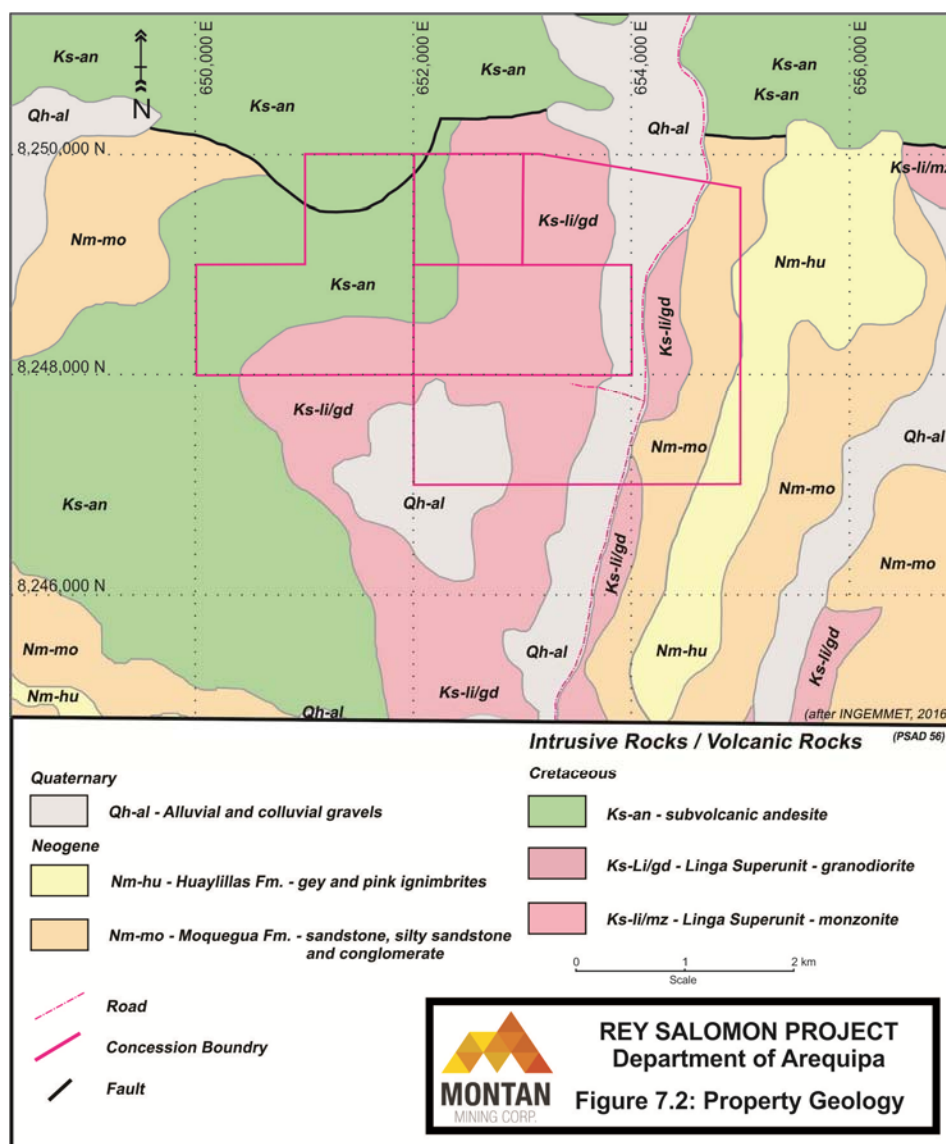 650,000 E
652,000 E
654,000 E
656,000 E
Ks-an
Ks-an
Ks-an
Ks-an
Ks-an
N
Qh-al
Qh-al
8,250,000 N
Ks-li/mz
Ks-li/gd
Nm-mo
Nm-hu
Ks-an
Ks-li/gd
8,248,000 N
Ks-li/gd
Nm-mo
Qh-al
Nm-mo
Qh-al
Ks-an
Ks-li/gd
8,246,000 N
Nm-mo
Ks-li/gd
Nm-mo
Qh-al
Nm-hu
Nm-hu
Ks-li/gd
Qh-al
(after INGEMMET, 2016
(PSAD 56)
Intrusive Rocks / Volcanic Rocks
Quaternary
Qh-al - Alluvial and colluvial gravels
Neogene
Nm-hu - Huaylillas Fm. - gey and pink ignimbrites
Nm-mo - Moquegua Fm. - sandstone, silty sandstone
and conglomerate
Road
Concession Boundry
Fault
Cretaceous
Ks-an - subvolcanic andesite
Ks-Li/gd - Linga Superunit - granodiorite
Ks-li/mz - Linga Superunit - monzonite
0 1 2 km
Scale
MONTAN
MINING CORP.
REY SALOMON PROJECT
Department of Arequipa
Figure 7.2: Property Geology